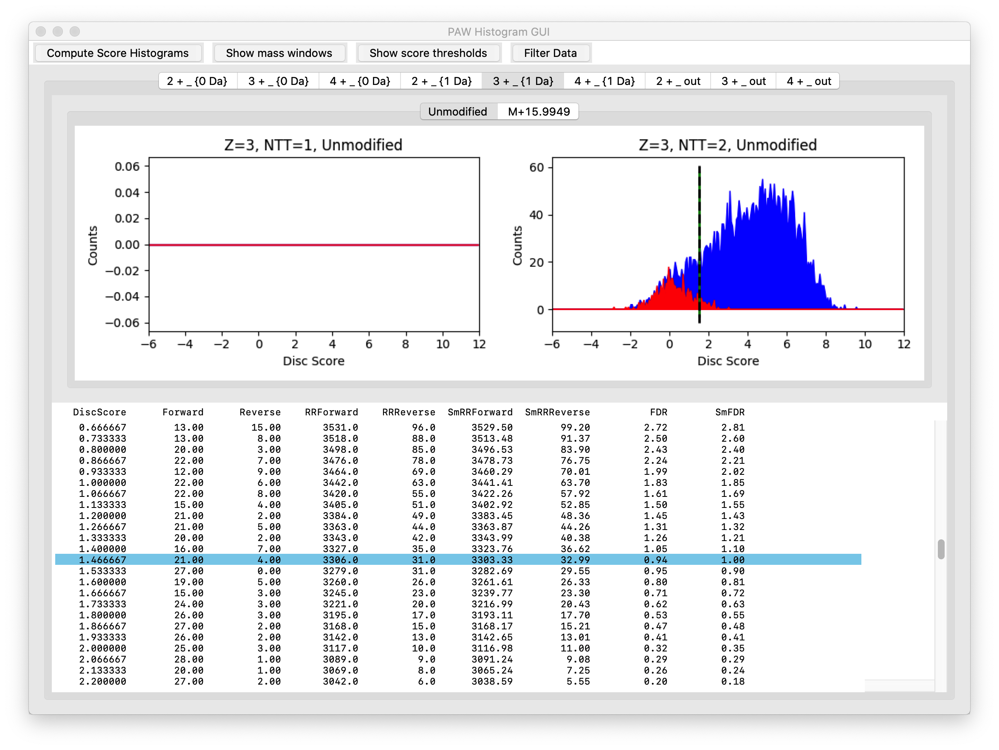 PAW Histogram GUI
Compute Score Histograms Show mass windows Show score thresholds Filter Data
2 + _ {0 Da} 3 + _ {0 Da} 4 + _ {0 Da} 2 + _ {1 Da} 3 + _ {1 Da} 4 + _ {1 Da} 2 + _ out 3 + _ out 4 + _ out
Unmodified M+15.9949
Z=3, NTT=1, Unmodified
0.06
0.04
0.02
0.00
−0.02
−0.04
−0.06
Counts
−6 −4 −2 0 2 4 6 8 10 12
Disc Score
Z=3, NTT=2, Unmodified
60
40
20
0
Counts
−6 −4 −2 0 2 4 6 8 10 12
Disc Score
DiscScore Forward Reverse RRForward RRReverse SmRRForward SmRRReverse FDR SmFDR
0.666667 13.00 15.00 3531.0 96.0 3529.50 99.20 2.72 2.81
0.733333 13.00 8.00 3518.0 88.0 3513.48 91.37 2.50 2.60
0.800000 20.00 3.00 3498.0 85.0 3496.53 83.90 2.43 2.40
0.866667 22.00 7.00 3476.0 78.0 3478.73 76.75 2.24 2.21
0.933333 12.00 9.00 3464.0 69.0 3460.29 70.01 1.99 2.02
1.000000 22.00 6.00 3442.0 63.0 3441.41 63.70 1.83 1.85
1.066667 22.00 8.00 3420.0 55.0 3422.26 57.92 1.61 1.69
1.133333 15.00 4.00 3405.0 51.0 3402.92 52.85 1.50 1.55
1.200000 21.00 2.00 3384.0 49.0 3383.45 48.36 1.45 1.43
1.266667 21.00 5.00 3363.0 44.0 3363.87 44.26 1.31 1.32
1.333333 20.00 2.00 3343.0 42.0 3343.99 40.38 1.26 1.21
1.400000 16.00 7.00 3327.0 35.0 3323.76 36.62 1.05 1.10
1.466667 21.00 4.00 3306.0 31.0 3303.33 32.99 0.94 1.00
1.533333 27.00 0.00 3279.0 31.0 3282.69 29.55 0.95 0.90
1.600000 19.00 5.00 3260.0 26.0 3261.61 26.33 0.80 0.81
1.666667 15.00 3.00 3245.0 23.0 3239.77 23.30 0.71 0.72
1.733333 24.00 3.00 3221.0 20.0 3216.99 20.43 0.62 0.63
1.800000 26.00 3.00 3195.0 17.0 3193.11 17.70 0.53 0.55
1.866667 27.00 2.00 3168.0 15.0 3168.17 15.21 0.47 0.48
1.933333 26.00 2.00 3142.0 13.0 3142.65 13.01 0.41 0.41
2.000000 25.00 3.00 3117.0 10.0 3116.98 11.00 0.32 0.35
2.066667 28.00 1.00 3089.0 9.0 3091.24 9.08 0.29 0.29
2.133333 20.00 1.00 3069.0 8.0 3065.24 7.25 0.26 0.24
2.200000 27.00 2.00 3042.0 6.0 3038.59 5.55 0.20 0.18